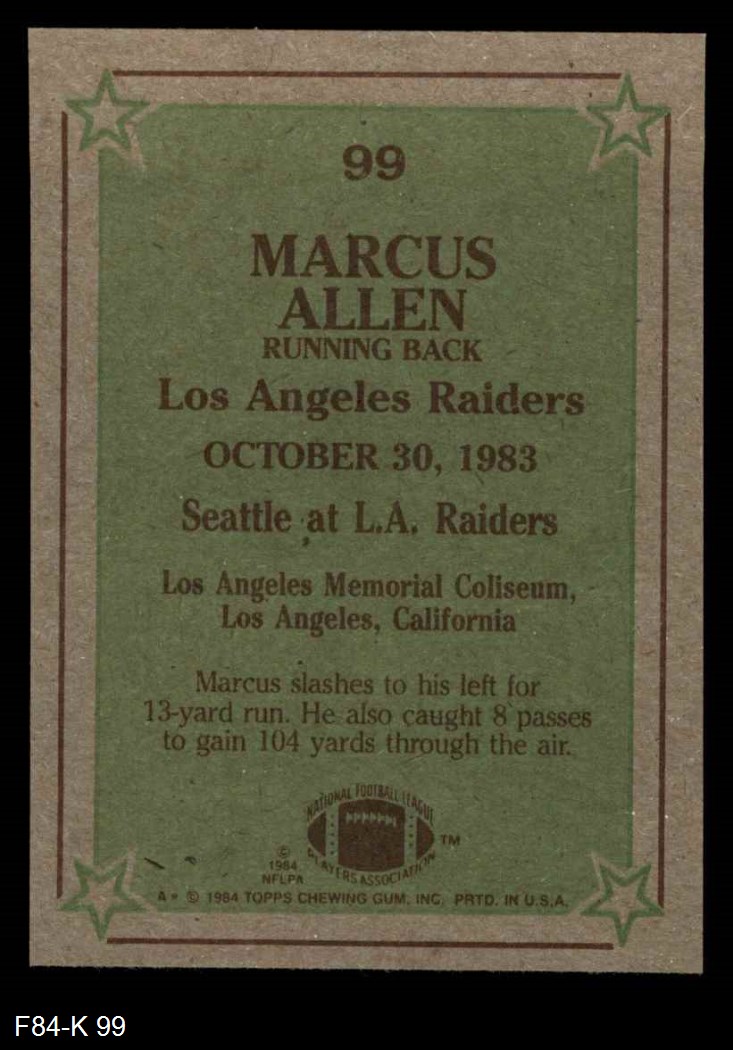 99
MARCUS
ALLEN
RUNNING BACK
Los Angeles Raiders
OCTOBER 30, 1983
Seattle at L.A. Raiders
Los Angeles Memorial Coliseum,
Los Angeles, California
Marcus slashes to his left for
13-yard run. He also caught 8 passes
to gain 104 yards through the air.
NATIONAL FOOTBALL LEAGUE
PLAYERS ASSOCIATION
TM
©
1984
NFLPA
A * © 1984 TOPPS CHEWING GUM, INC. PRTD. IN U.S.A.
F84-K 99